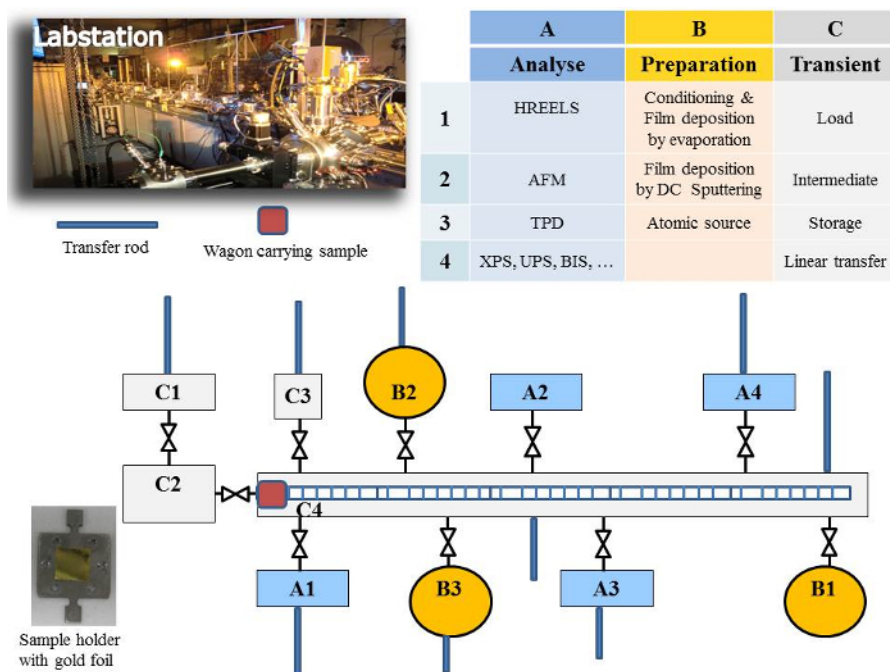 Labstation
Transfer rod
Wagon carrying sample
A
B
C
Analyse
Preparation
Transient
1
HREELS
Conditioning &
Film deposition
by evaporation
Load
2
AFM
Film deposition
by DC Sputtering
Intermediate
3
TPD
Atomic source
Storage
4
XPS, UPS, BIS, ...
Linear transfer
C1
C3
B2
A2
A4
C2
C4
A1
B3
A3
B1
Sample holder
with gold foil